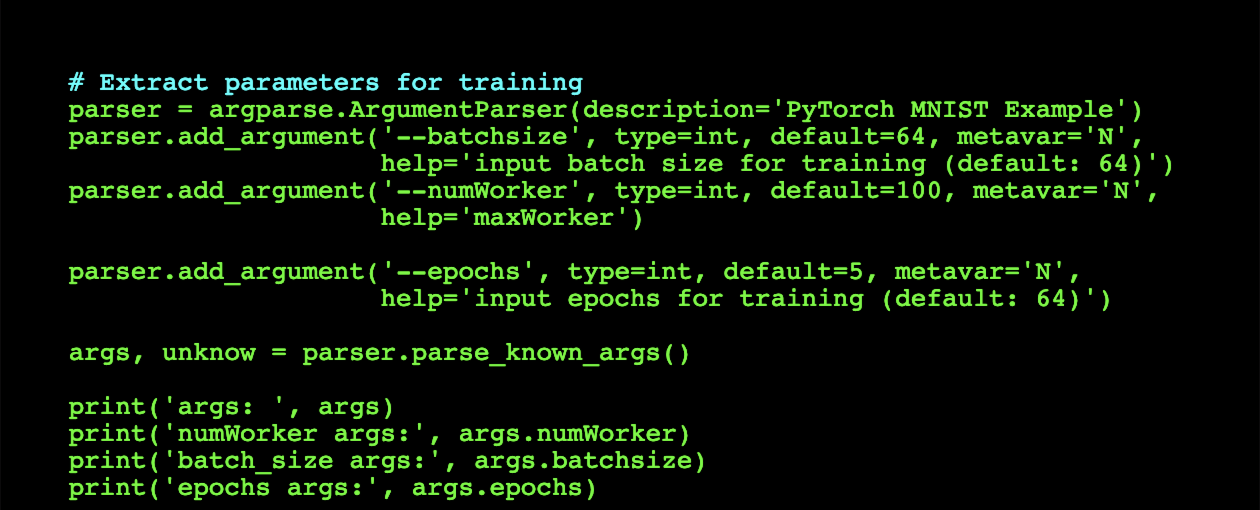 # Extract parameters for training
parser = argparse.ArgumentParser(description='PyTorch MNIST Example')
parser.add_argument('--batchsize', type=int, default=64, metavar='N',
                    help='input batch size for training (default: 64)')
parser.add_argument('--numWorker', type=int, default=100, metavar='N',
                    help='maxWorker')
parser.add_argument('--epochs', type=int, default=5, metavar='N',
                    help='input epochs for training (default: 64)')
args, unknow = parser.parse_known_args()
print('args: ', args)
print('numWorker args:', args.numWorker)
print('batch_size args:', args.batchsize)
print('epochs args:', args.epochs)